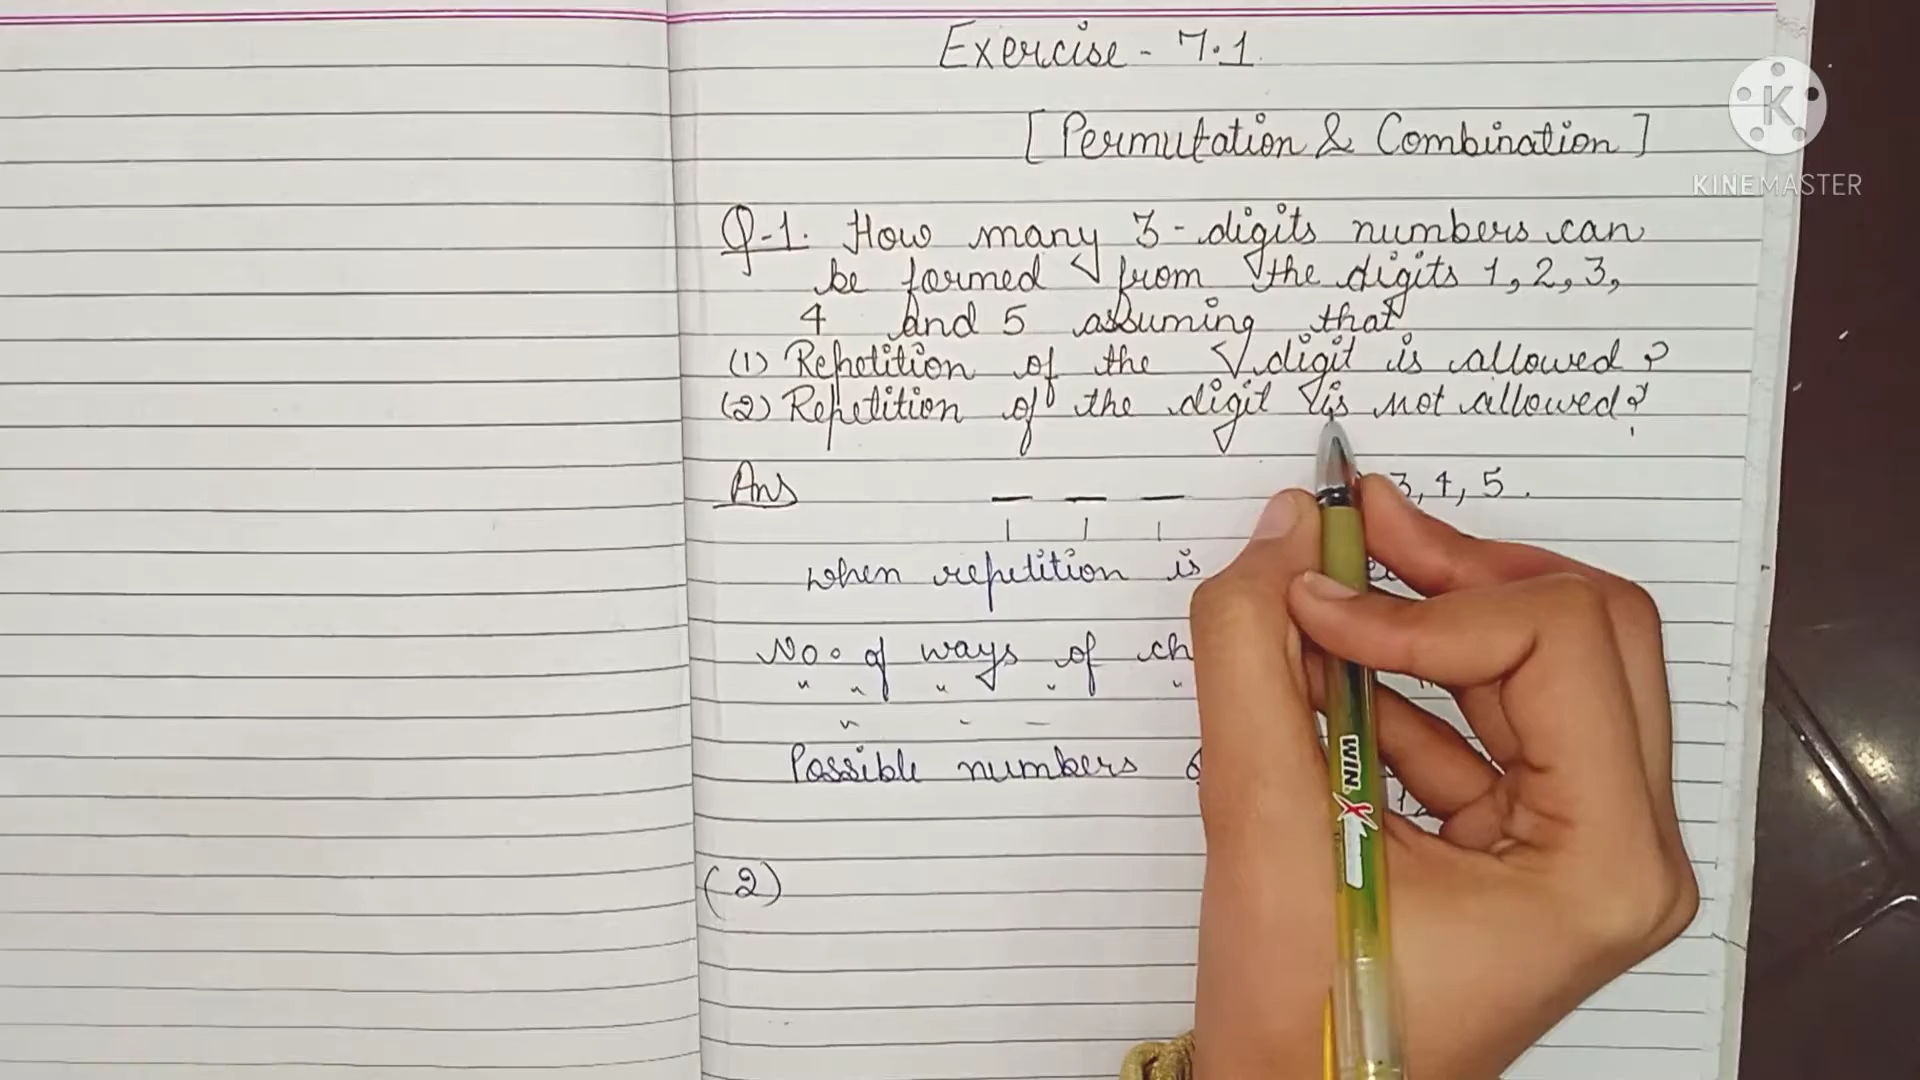 Exercise - 7.1
[Permutation & Combination]
KINEMASTER
Q-1. How many 3-digits numbers can
be formed from the digits 1, 2, 3,
4 and 5 assuming that
(1) Repetition of the digit is allowed?
(2) Repetition of the digit is not allowed?
Ans _ _ _ 3, 4, 5.
when repetition is
No. of ways of ch
" " " " "
" " "
Possible numbers
(2)
WIN